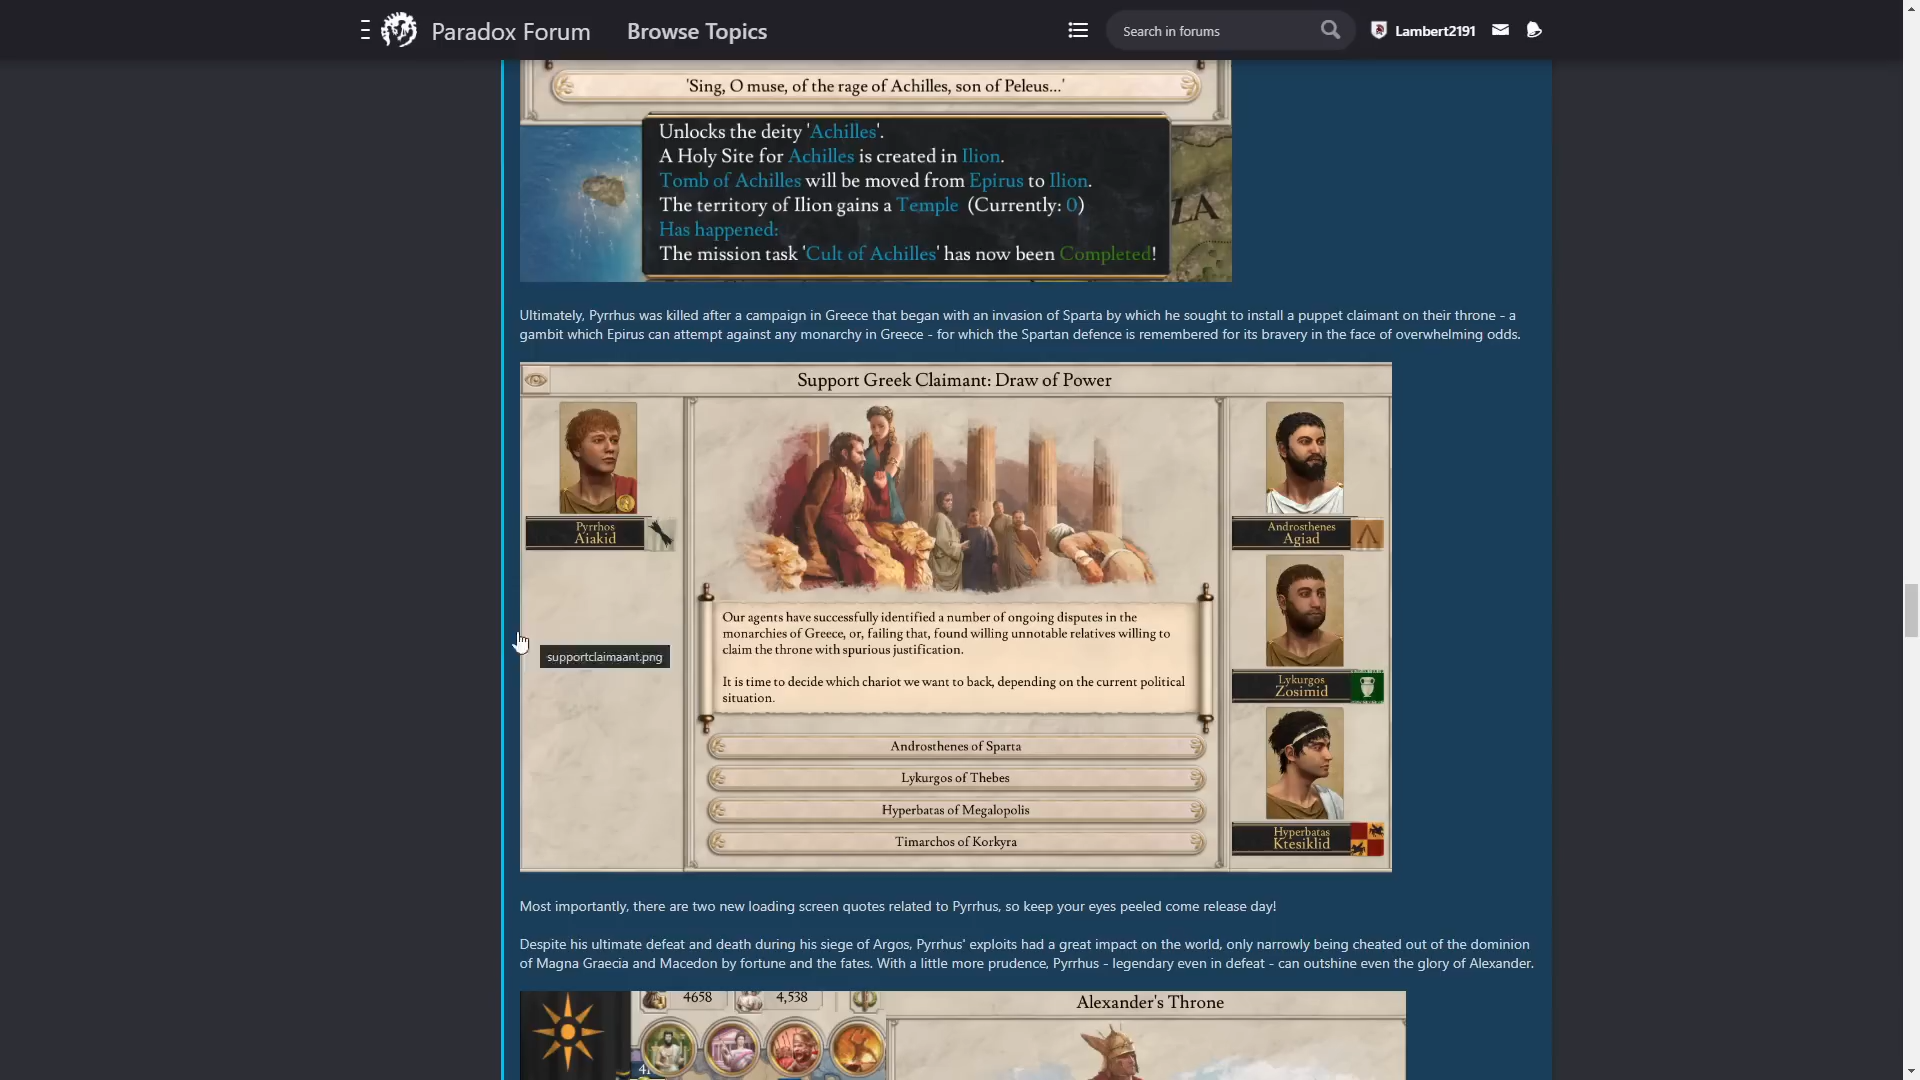 Paradox Forum
Browse Topics
Search in forums
Lambert2191
'Sing, O muse, of the rage of Achilles, son of Peleus...'
Unlocks the deity 'Achilles'.
A Holy Site for Achilles is created in Ilion.
Tomb of Achilles will be moved from Epirus to Ilion.
The territory of Ilion gains a Temple (Currently: 0)
Has happened:
The mission task 'Cult of Achilles' has now been Completed!
ZA
Ultimately, Pyrrhus was killed after a campaign in Greece that began with an invasion of Sparta by which he sought to install a puppet claimant on their throne - a
gambit which Epirus can attempt against any monarchy in Greece - for which the Spartan defence is remembered for its bravery in the face of overwhelming odds.
Support Greek Claimant: Draw of Power
Pyrrhos
Aiakid
Androsthenes
Agiad
Lykurgos
Zosimid
Hyperbatas
Ktesiklid
supportclaimaant.png
Our agents have successfully identified a number of ongoing disputes in the
monarchies of Greece, or, failing that, found willing unnotable relatives willing to
claim the throne with spurious justification.
It is time to decide which chariot we want to back, depending on the current political
situation.
Androsthenes of Sparta
Lykurgos of Thebes
Hyperbatas of Megalopolis
Timarchos of Korkyra
Most importantly, there are two new loading screen quotes related to Pyrrhus, so keep your eyes peeled come release day!
Despite his ultimate defeat and death during his siege of Argos, Pyrrhus' exploits had a great impact on the world, only narrowly being cheated out of the dominion
of Magna Graecia and Macedon by fortune and the fates. With a little more prudence, Pyrrhus - legendary even in defeat - can outshine even the glory of Alexander.
4658
4,538
Alexander's Throne